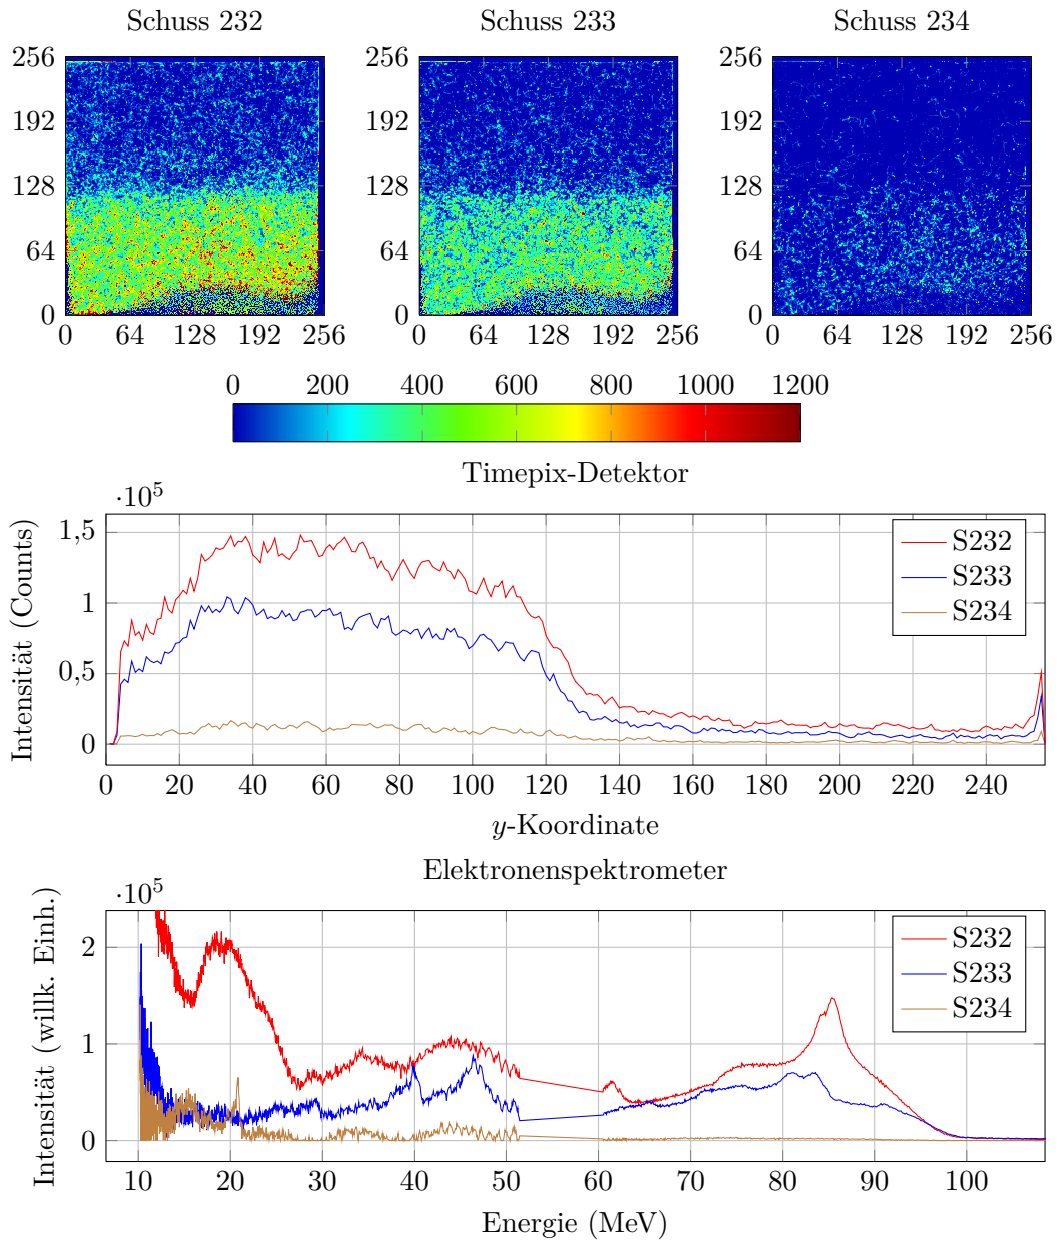 Schuss 232 Schuss 233 Schuss 234
256 256 256
192 192 192
128 128 128
64 64 64
0 0 0
0 64 128 192 256 0 64 128 192 256 0 64 128 192 256
0 200 400 600 800 1000 1200
Timepix-Detektor
·10⁵
Intensität (Counts)
1,5
1
0,5
0
S232
S233
S234
0 20 40 60 80 100 120 140 160 180 200 220 240
y-Koordinate
Elektronenspektrometer
·10⁵
Intensität (willk. Einh.)
2
1
0
S232
S233
S234
10 20 30 40 50 60 70 80 90 100
Energie (MeV)